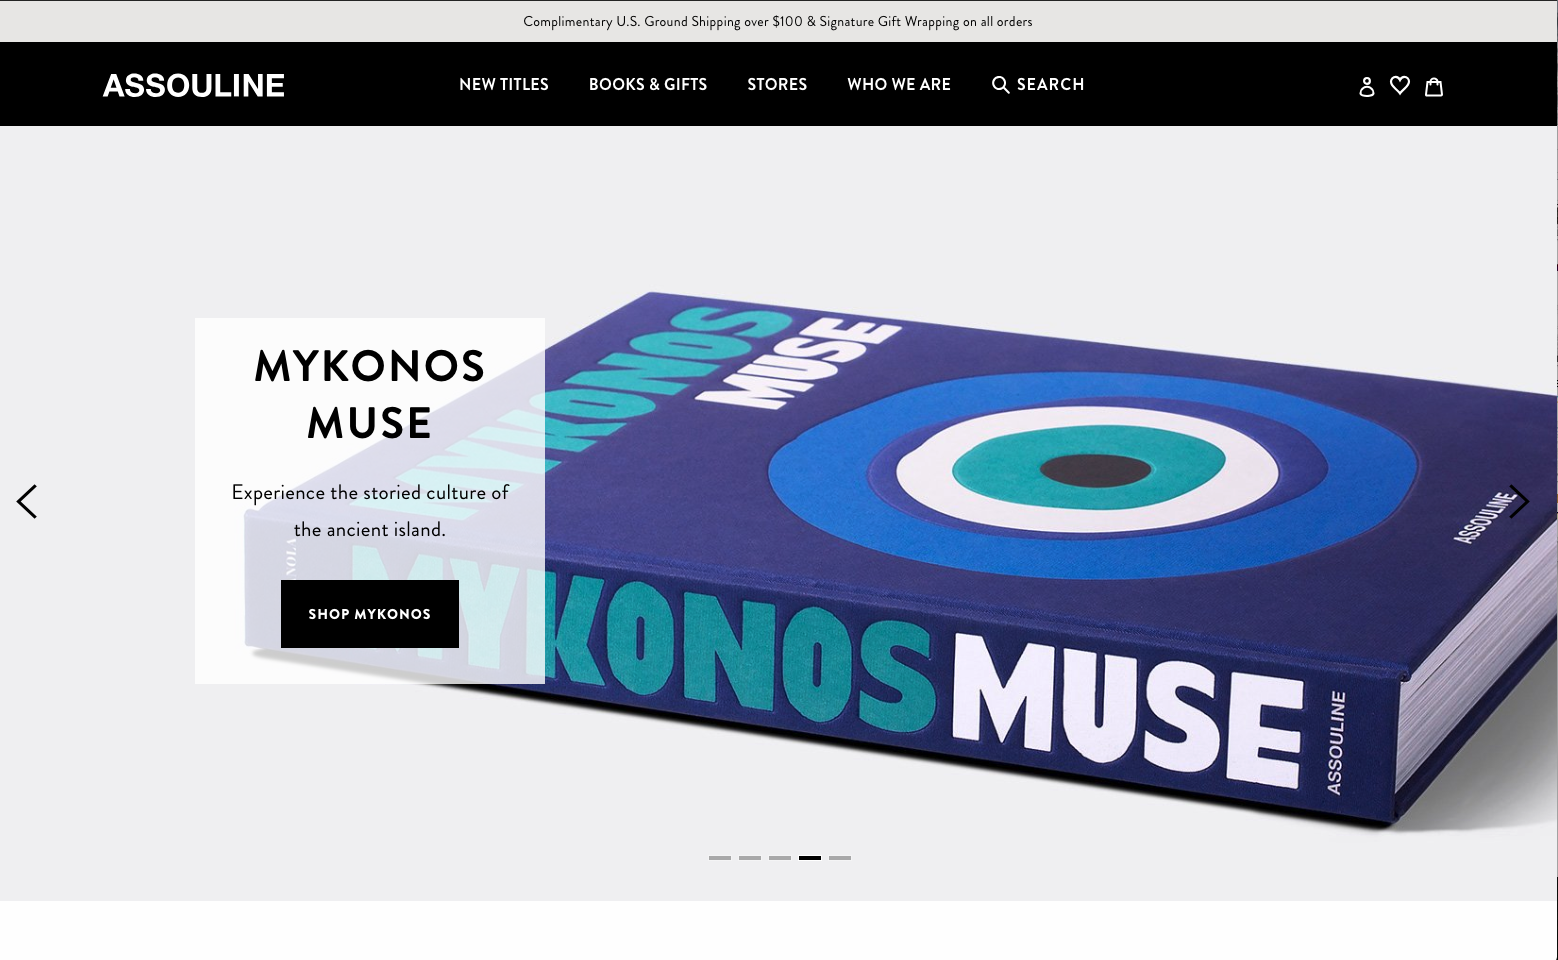 Complimentary U.S. Ground Shipping over $100 & Signature Gift Wrapping on all orders
ASSOULINE
NEW TITLES
BOOKS & GIFTS
STORES
WHO WE ARE
SEARCH
MYKONOS
MUSE
Experience the storied culture of
the ancient island.
SHOP MYKONOS
MYKONOS
MUSE
ASSOULINE
MYKONOS MUSE
ASSOULINE